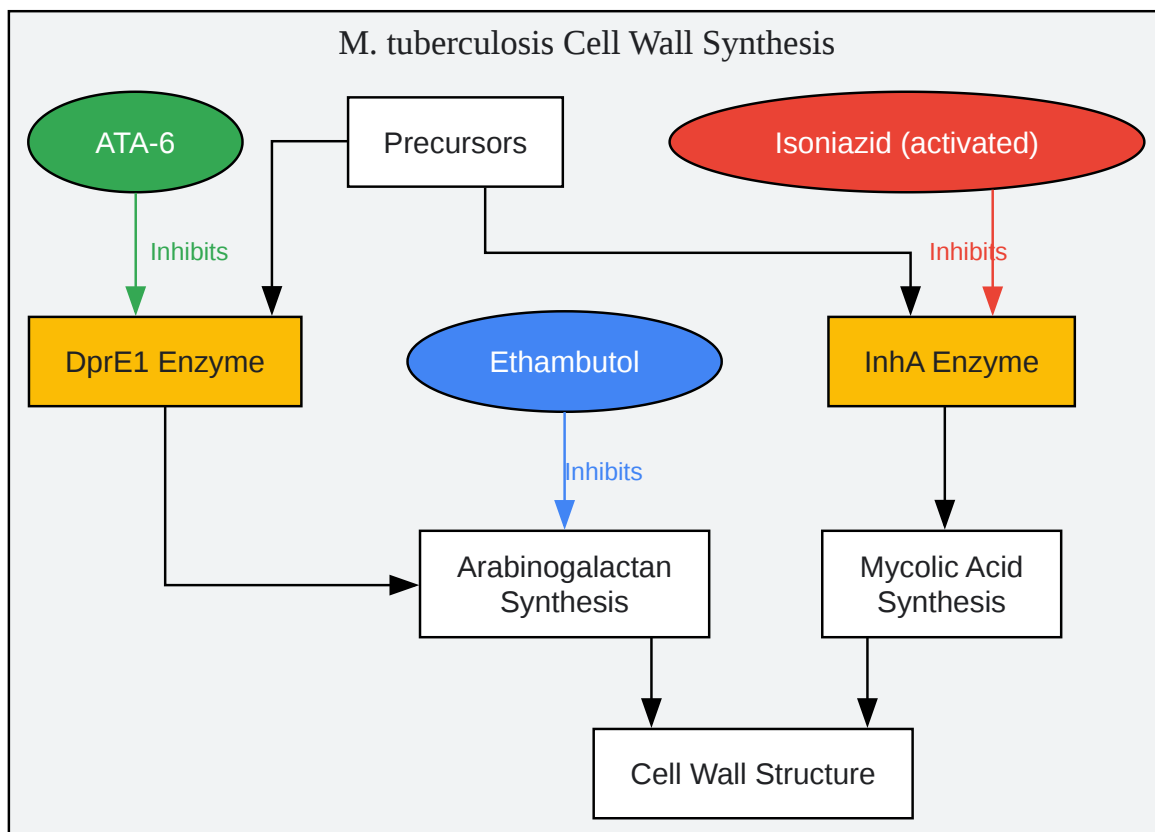 M. tuberculosis Cell Wall Synthesis
ATA-6
Precursors
Isoniazid (activated)
Inhibits
Inhibits
DprE1 Enzyme
Ethambutol
InhA Enzyme
Inhibits
Arabinogalactan
Synthesis
Mycolic Acid
Synthesis
Cell Wall Structure